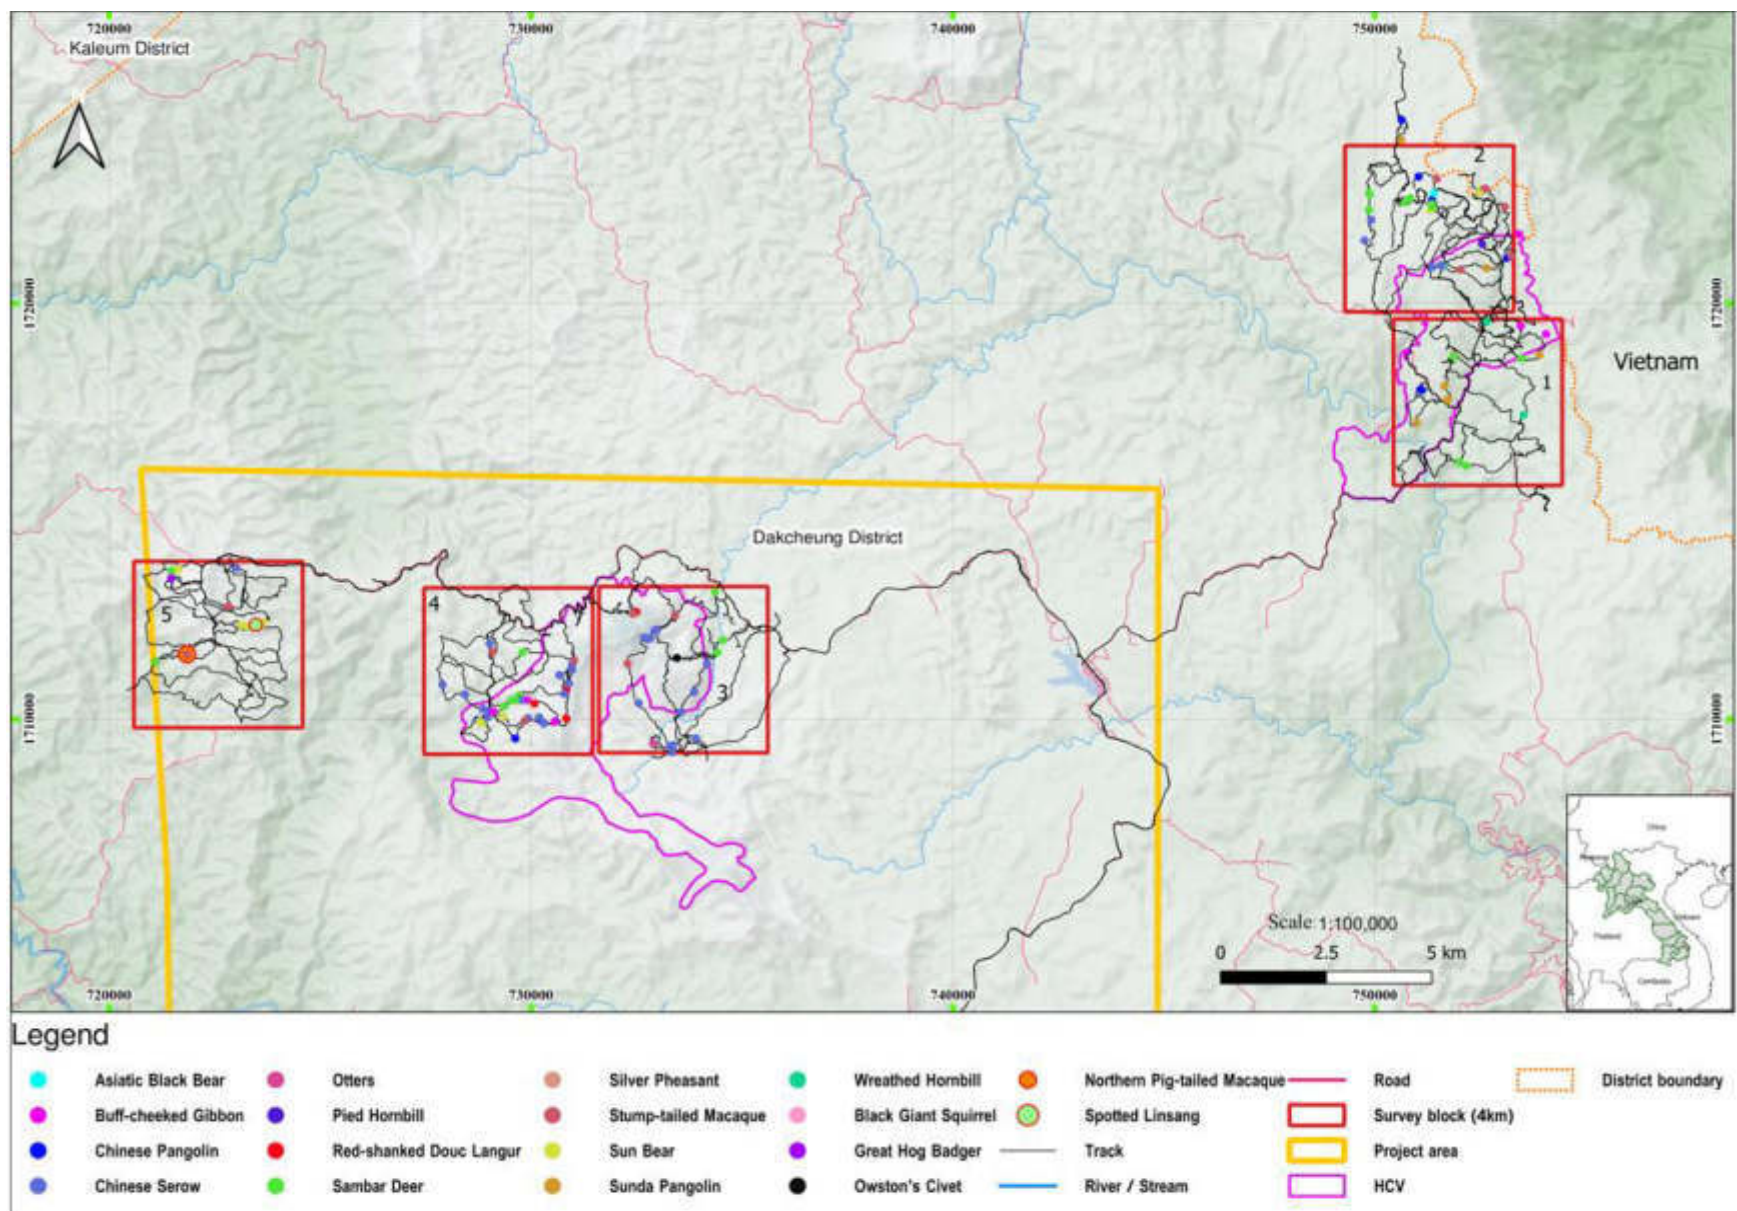 720000 730000 740000 750000
Kaleum District
2
1720000 1720000
Vietnam
1
Dakcheung District
5 4 3
1710000 1710000
Scale 1:100,000
0 2.5 5 km
China
Vietnam
Thailand
Cambodia
720000 730000 740000 750000
Legend
Asiatic Black Bear Otters Silver Pheasant Wreathed Hornbill Northern Pig-tailed Macaque Road District boundary
Buff-cheeked Gibbon Pied Hornbill Stump-tailed Macaque Black Giant Squirrel Spotted Linsang Survey block (4km)
Chinese Pangolin Red-shanked Douc Langur Sun Bear Great Hog Badger Track Project area
Chinese Serow Sambar Deer Sunda Pangolin Owston's Civet River / Stream HCV